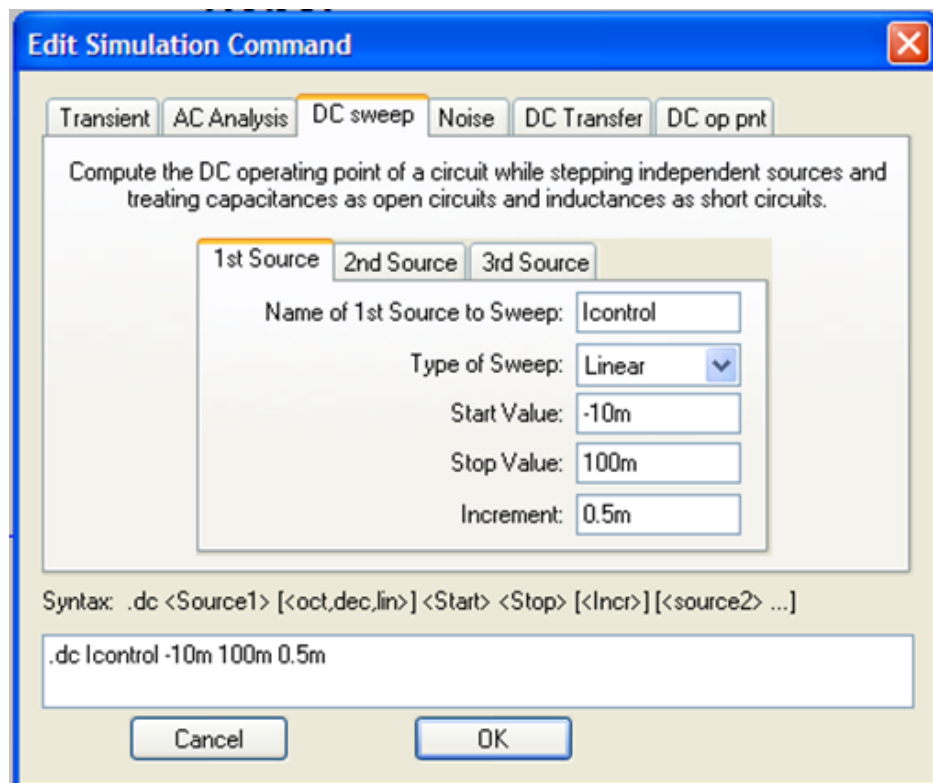 Edit Simulation Command
Transient AC Analysis DC sweep Noise DC Transfer DC op pnt
Compute the DC operating point of a circuit while stepping independent sources and
treating capacitances as open circuits and inductances as short circuits.
1st Source 2nd Source 3rd Source
Name of 1st Source to Sweep: Icontrol
Type of Sweep: Linear
Start Value: -10m
Stop Value: 100m
Increment: 0.5m
Syntax: .dc <Source1> [<oct,dec,lin>] <Start> <Stop> [<Incr>] [<source2> ...]
.dc Icontrol -10m 100m 0.5m
Cancel OK